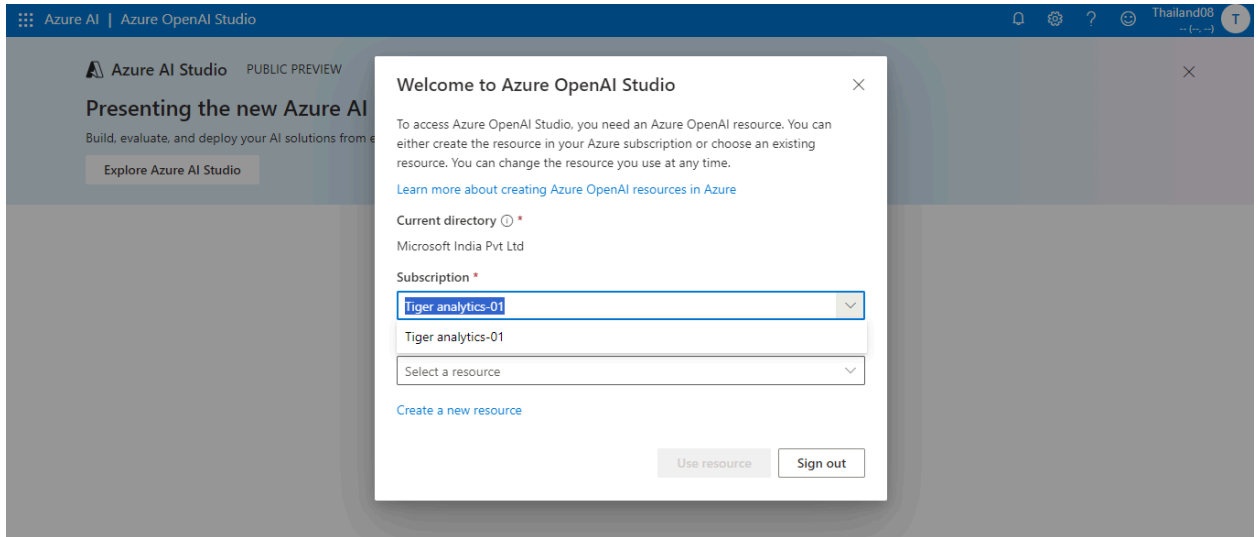 Azure AI | Azure OpenAI Studio
Thailand08
-- (--, --)
T
Azure AI Studio PUBLIC PREVIEW
Presenting the new Azure AI
Build, evaluate, and deploy your AI solutions from e
Explore Azure AI Studio
Welcome to Azure OpenAI Studio
To access Azure OpenAI Studio, you need an Azure OpenAI resource. You can
either create the resource in your Azure subscription or choose an existing
resource. You can change the resource you use at any time.
Learn more about creating Azure OpenAI resources in Azure
Current directory *
Microsoft India Pvt Ltd
Subscription *
Tiger analytics-01
Tiger analytics-01
Select a resource
Create a new resource
Use resource
Sign out